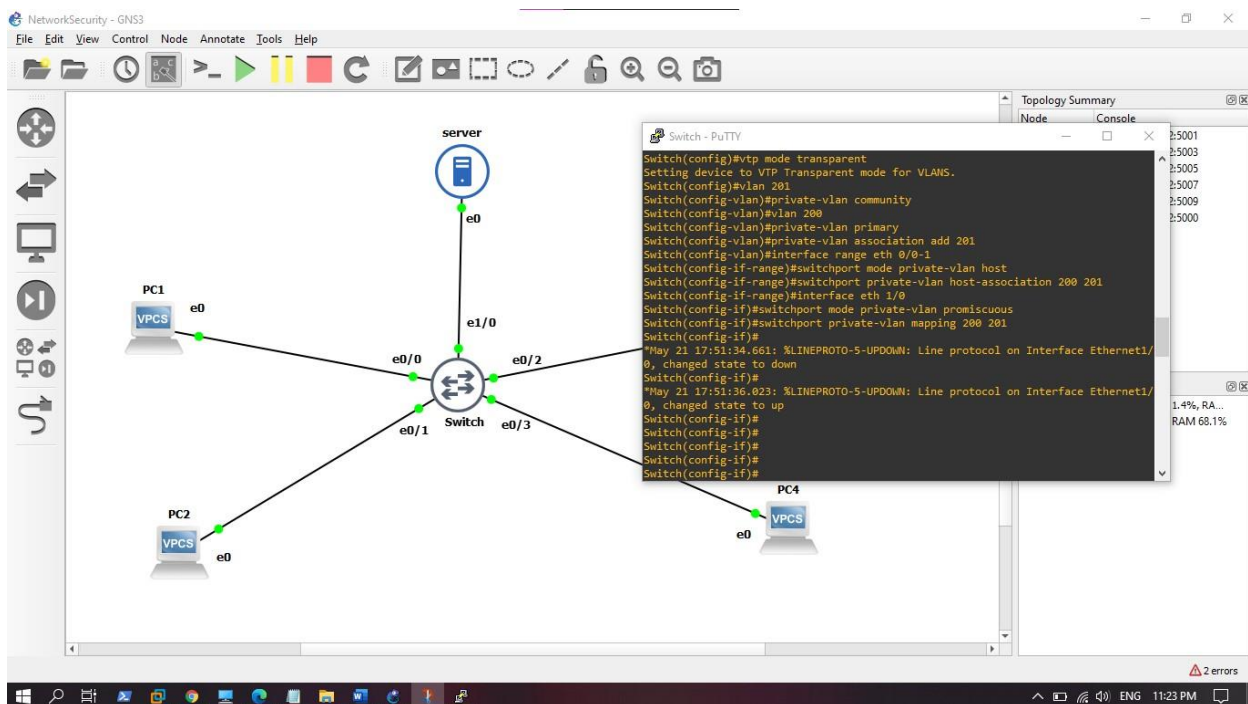 NetworkSecurity - GNS3
File Edit View Control Node Annotate Tools Help
Topology Summary
Node Console
2:5001
2:5003
2:5005
2:5007
2:5009
2:5000
server
e0
PC1
VPCS
e0
e1/0
e0/0
e0/2
Switch
e0/1
e0/3
PC2
VPCS
e0
PC4
VPCS
e0
Switch - PuTTY
Switch(config)#vtp mode transparent
Setting device to VTP Transparent mode for VLANS.
Switch(config)#vlan 201
Switch(config-vlan)#private-vlan community
Switch(config-vlan)#vlan 200
Switch(config-vlan)#private-vlan primary
Switch(config-vlan)#private-vlan association add 201
Switch(config-vlan)#interface range eth 0/0-1
Switch(config-if-range)#switchport mode private-vlan host
Switch(config-if-range)#switchport private-vlan host-association 200 201
Switch(config-if-range)#interface eth 1/0
Switch(config-if)#switchport mode private-vlan promiscuous
Switch(config-if)#switchport private-vlan mapping 200 201
Switch(config-if)#
*May 21 17:51:34.661: %LINEPROTO-5-UPDOWN: Line protocol on Interface Ethernet1/
0, changed state to down
Switch(config-if)#
*May 21 17:51:36.023: %LINEPROTO-5-UPDOWN: Line protocol on Interface Ethernet1/
0, changed state to up
Switch(config-if)#
Switch(config-if)#
Switch(config-if)#
Switch(config-if)#
Switch(config-if)#
1.4%, RA...
RAM 68.1%
2 errors
ENG 11:23 PM